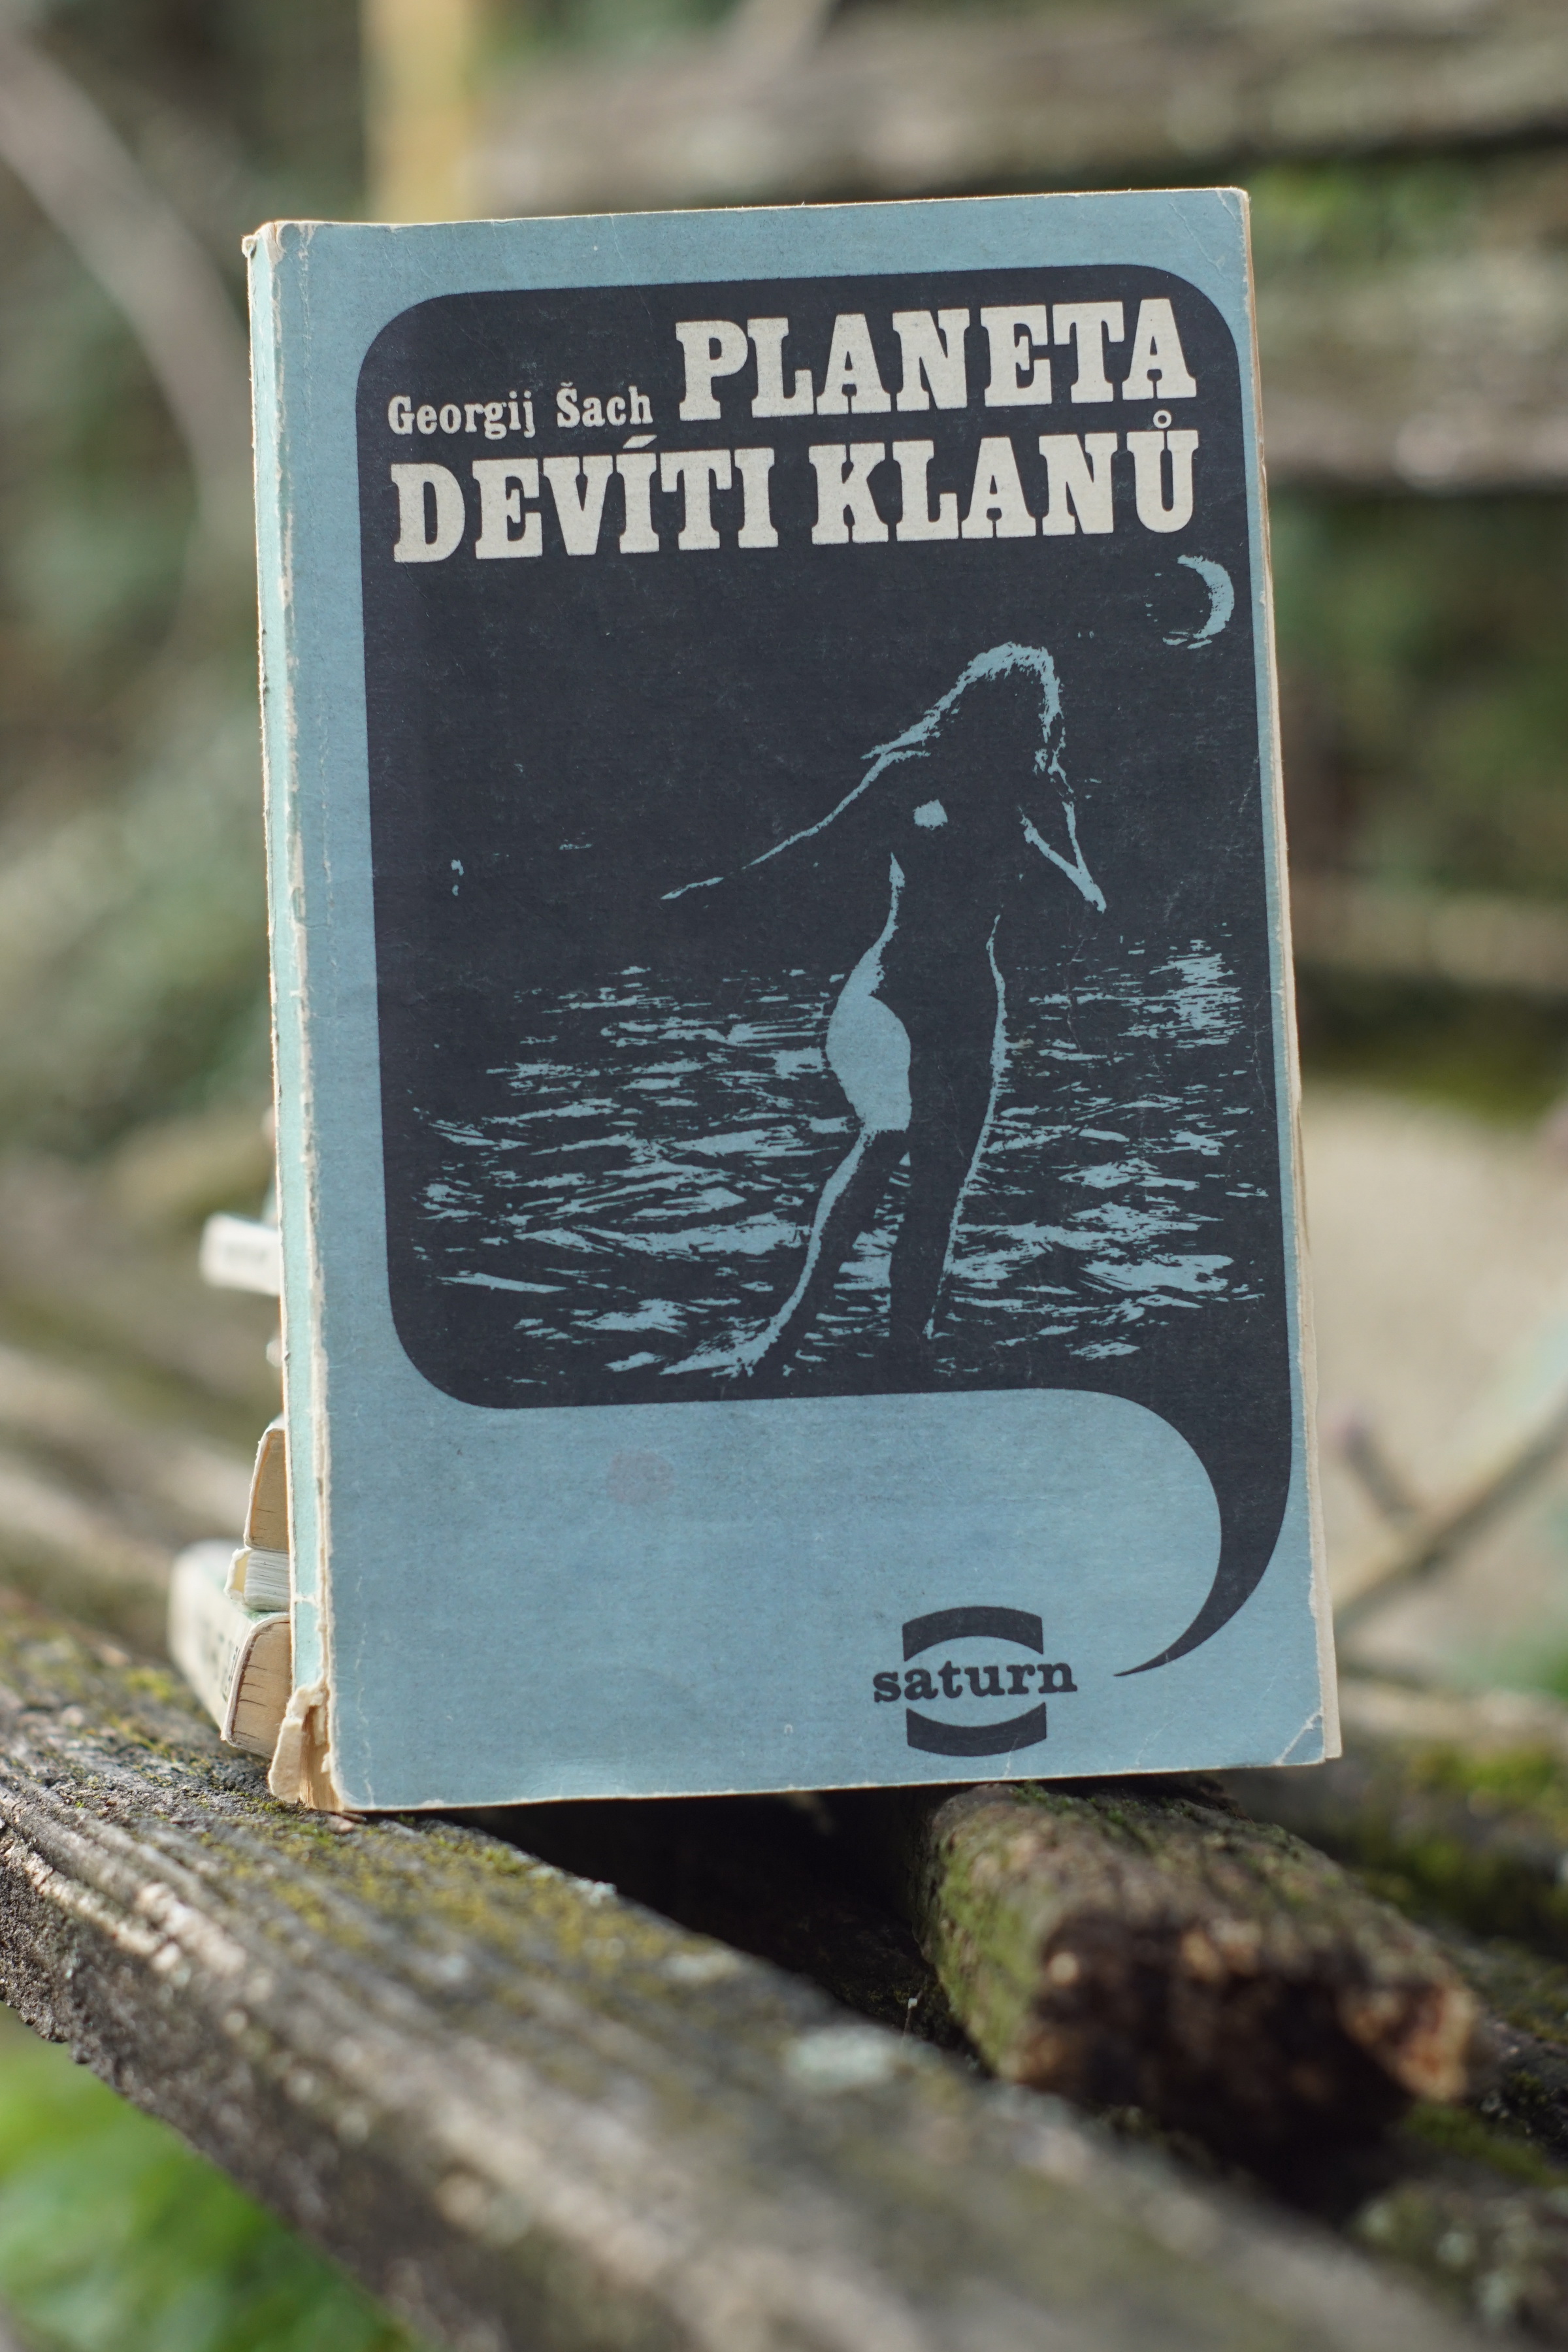 Georgij Šach PLANETA
DEVÍTI KLANŮ
saturn